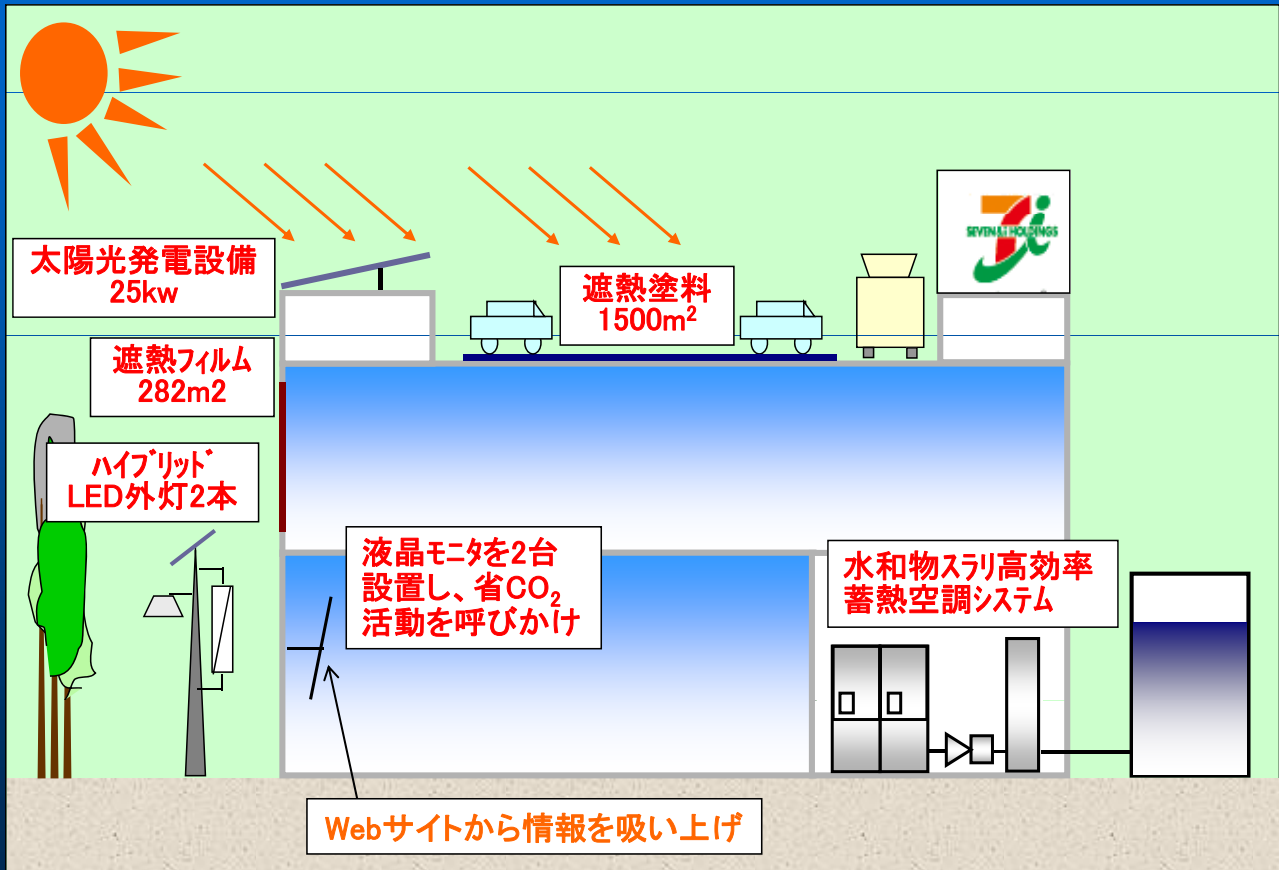 太陽光発電設備
25kw
遮熱塗料
1500m²
SEVEN & i HOLDINGS
遮熱フィルム
282m2
ハイブリッド
LED外灯2本
液晶モニタを2台
設置し、省CO₂
活動を呼びかけ
水和物スラリ高効率
蓄熱空調システム
Webサイトから情報を吸い上げ